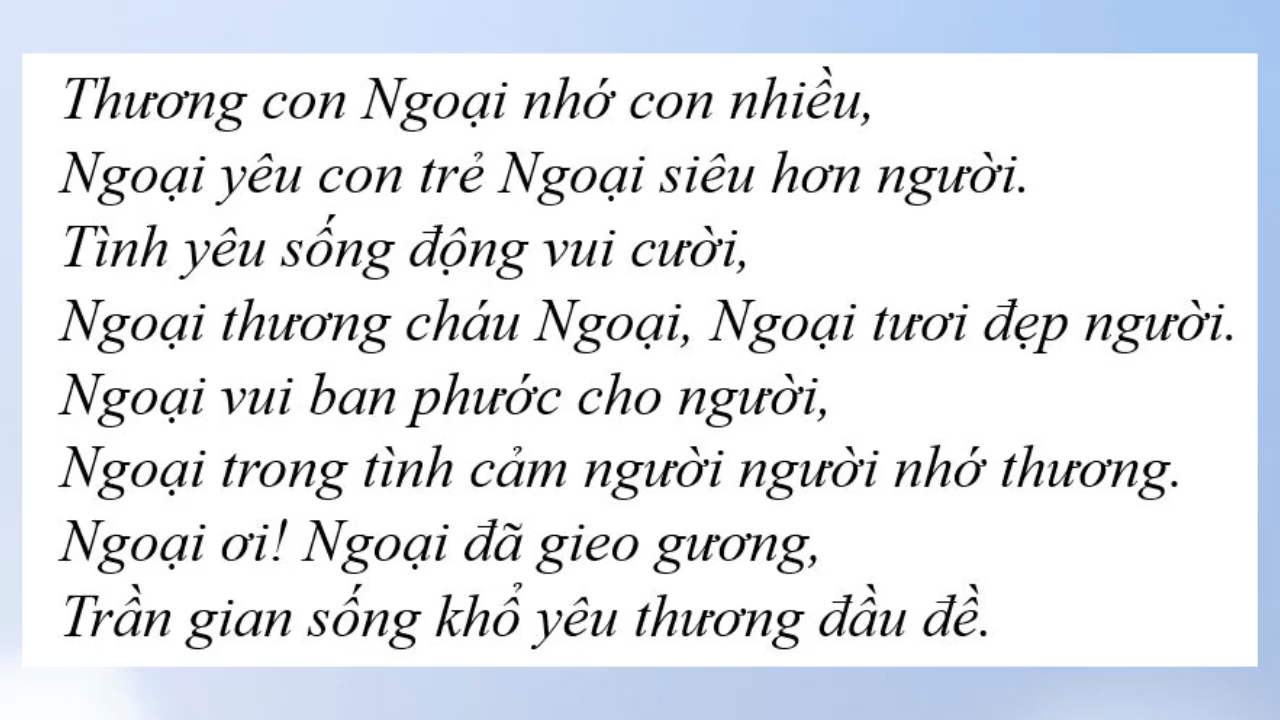 Thương con Ngoại nhớ con nhiều,
Ngoại yêu con trẻ Ngoại siêu hơn người.
Tình yêu sống động vui cười,
Ngoại thương cháu Ngoại, Ngoại tươi đẹp người.
Ngoại vui ban phước cho người,
Ngoại trong tình cảm người người nhớ thương.
Ngoại ơi! Ngoại đã gieo gương,
Trần gian sống khổ yêu thương đầu đề.